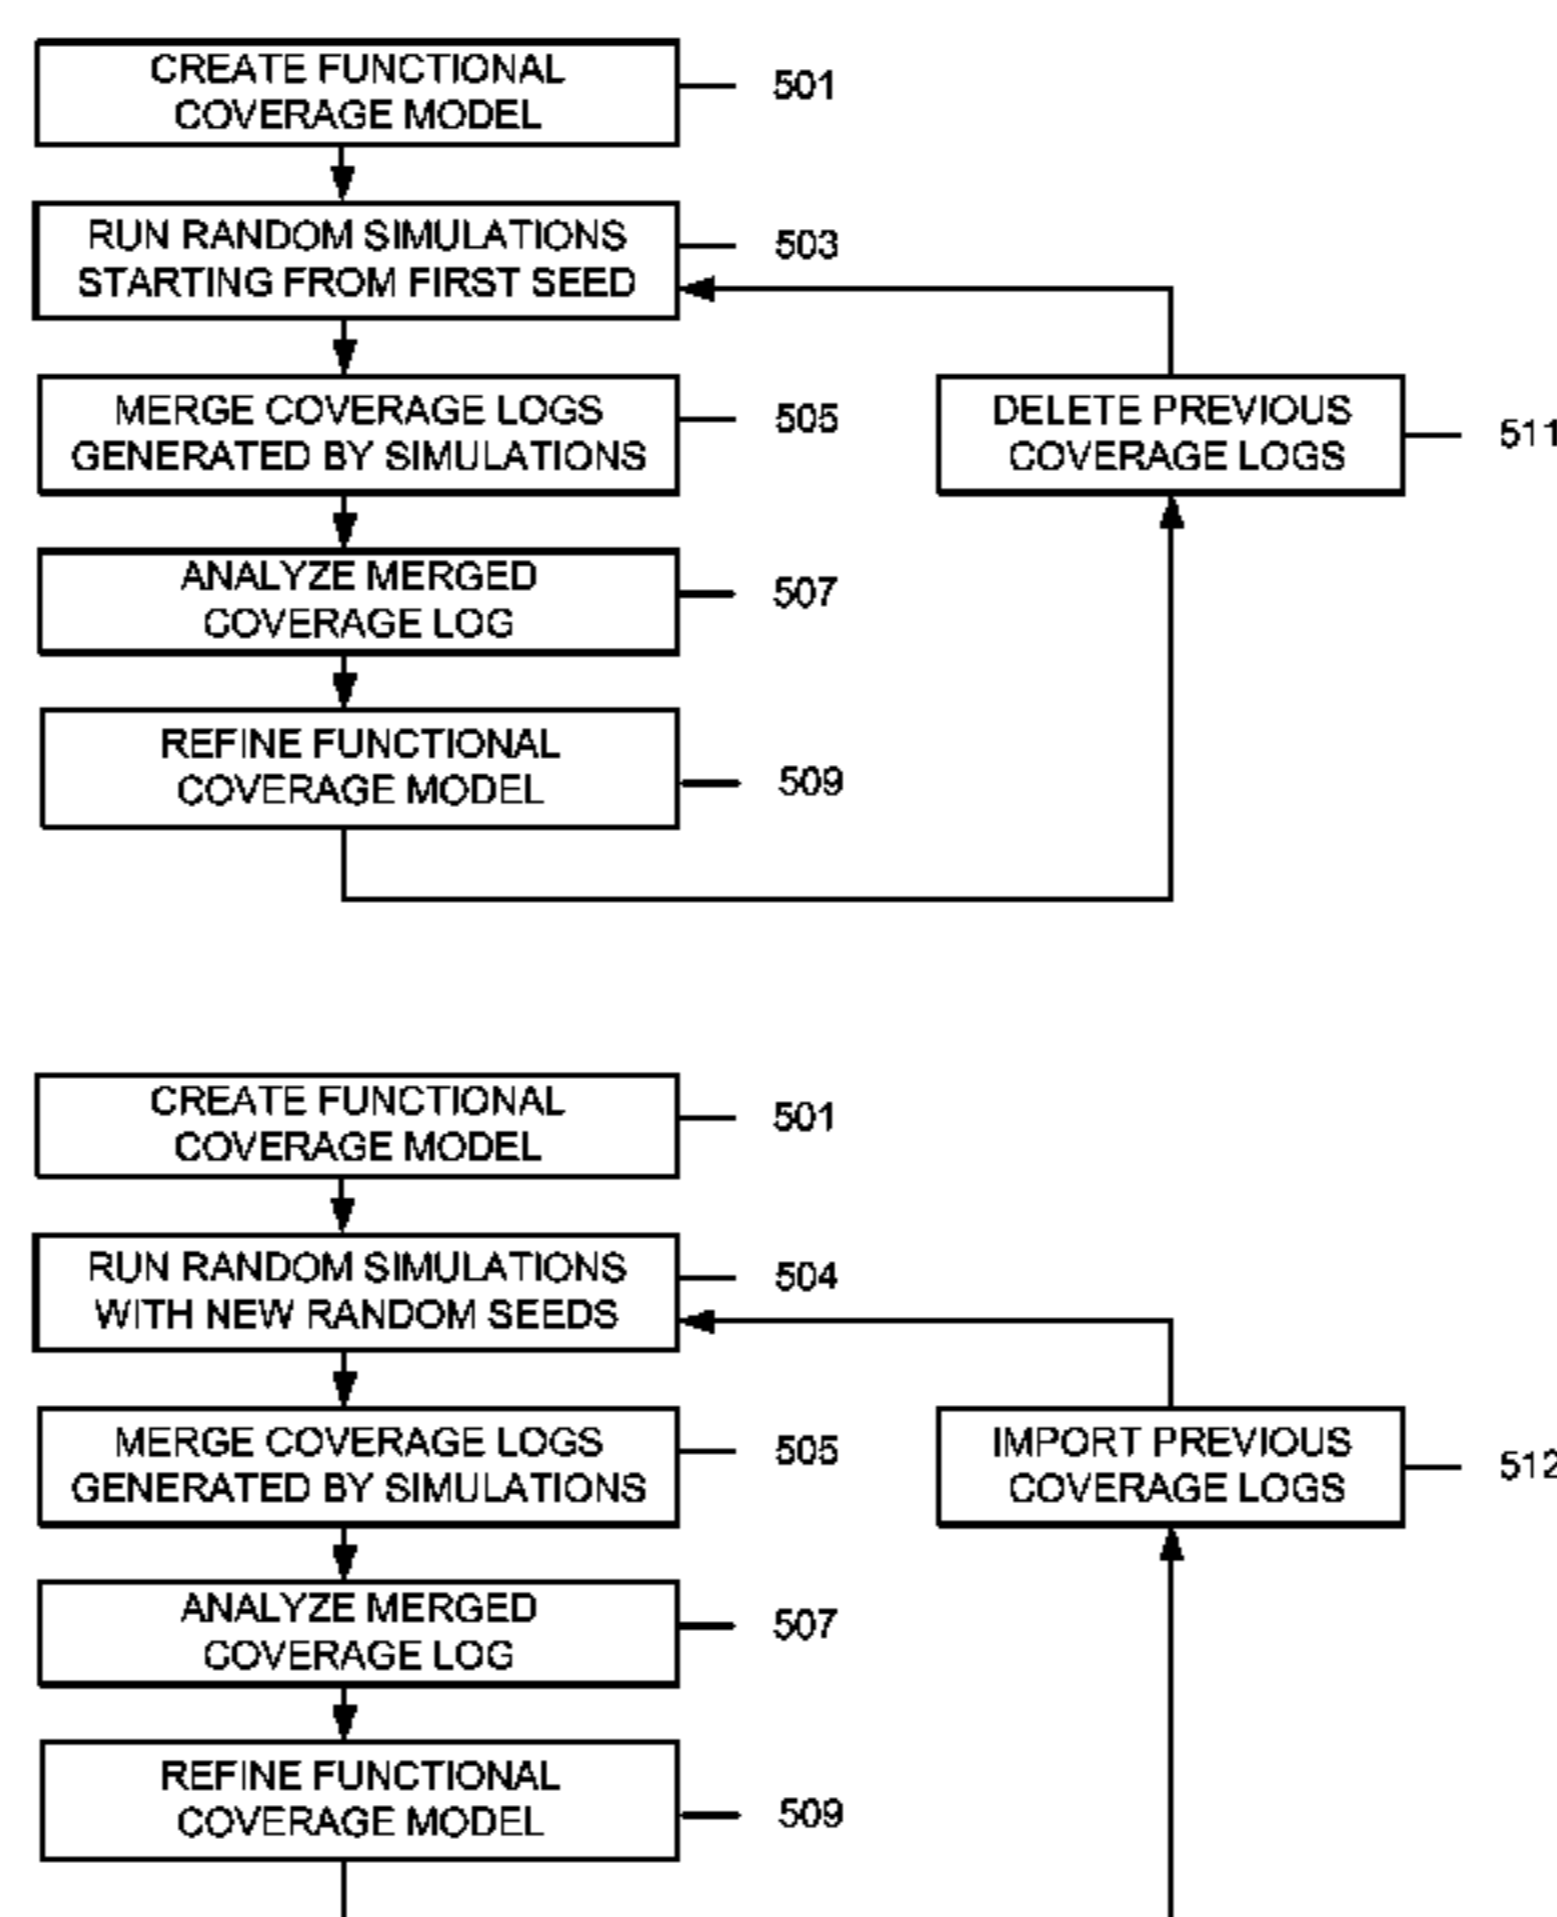 CREATE FUNCTIONAL
COVERAGE MODEL
501
RUN RANDOM SIMULATIONS
STARTING FROM FIRST SEED
503
MERGE COVERAGE LOGS
GENERATED BY SIMULATIONS
505
DELETE PREVIOUS
COVERAGE LOGS
511
ANALYZE MERGED
COVERAGE LOG
507
REFINE FUNCTIONAL
COVERAGE MODEL
509
CREATE FUNCTIONAL
COVERAGE MODEL
501
RUN RANDOM SIMULATIONS
WITH NEW RANDOM SEEDS
504
MERGE COVERAGE LOGS
GENERATED BY SIMULATIONS
505
IMPORT PREVIOUS
COVERAGE LOGS
512
ANALYZE MERGED
COVERAGE LOG
507
REFINE FUNCTIONAL
COVERAGE MODEL
509